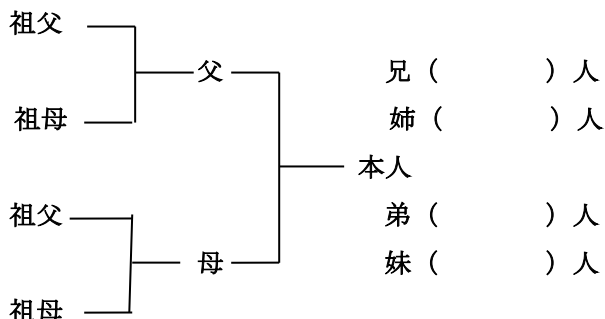 祖父
父
兄（　　　）人
祖母
姉（　　　）人
本人
祖父
弟（　　　）人
母
妹（　　　）人
祖母